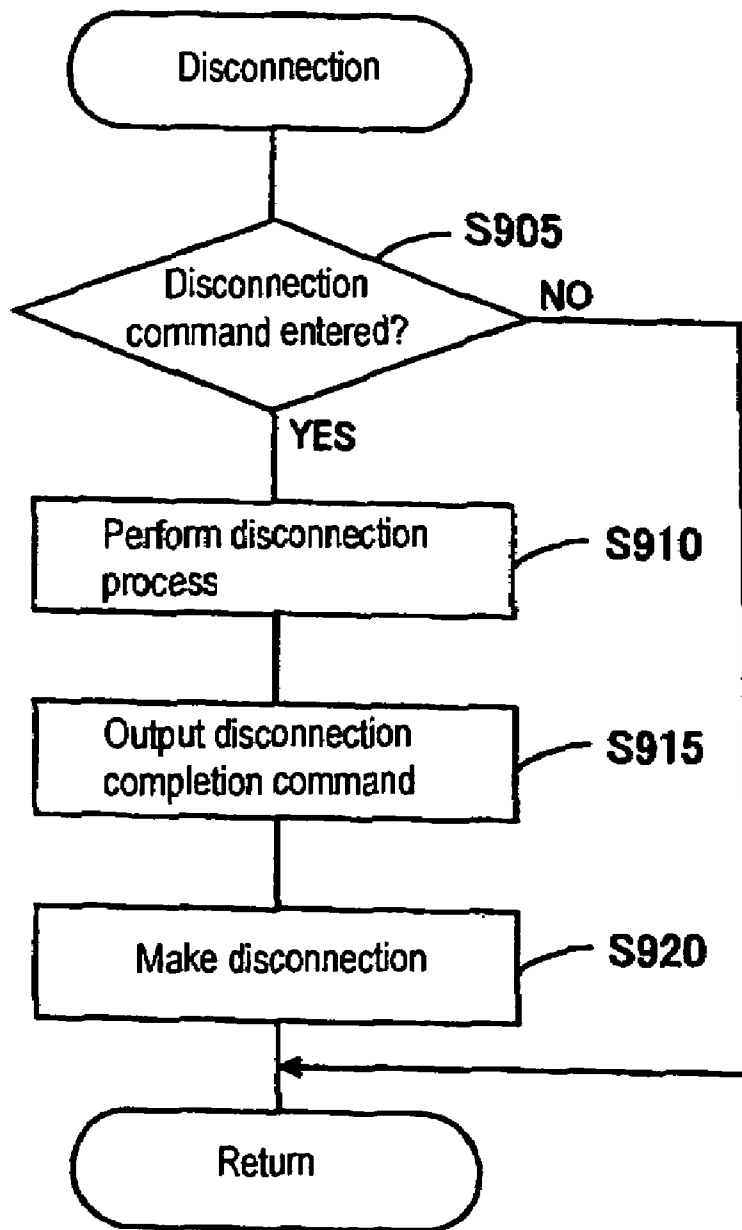 Disconnection
S905
Disconnection
command entered?
NO
YES
Perform disconnection
process
S910
Output disconnection
completion command
S915
Make disconnection
S920
Return